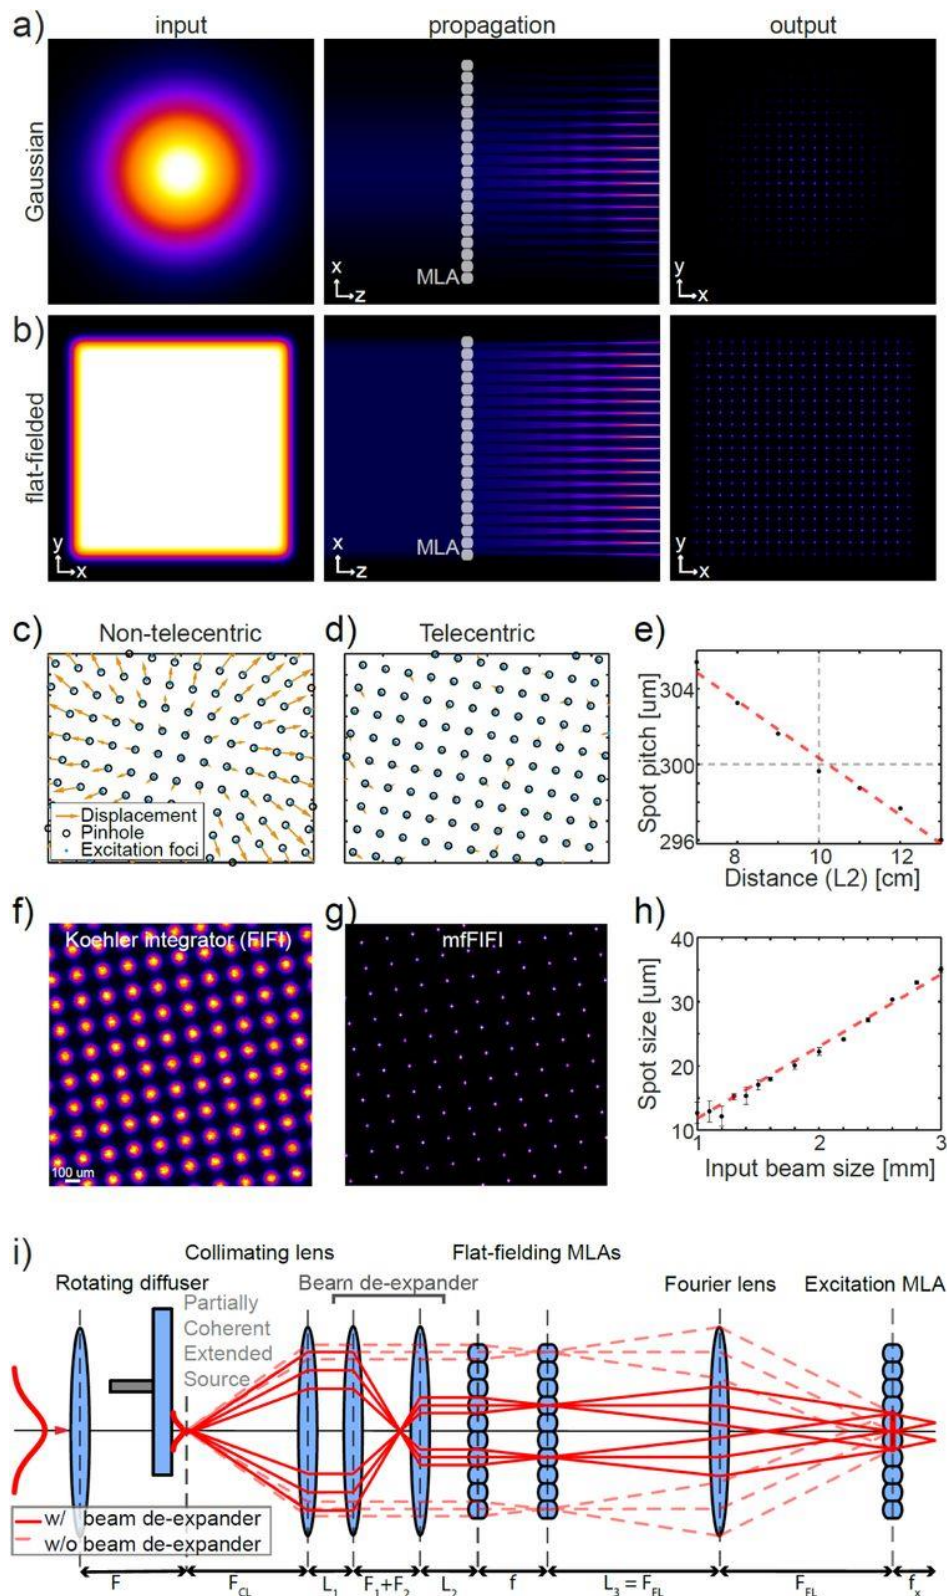 a)
input
propagation
output
Gaussian
MLA
x
z
y
x
b)
flat-fielded
y
x
MLA
x
z
y
x
c)
Non-telecentric
Displacement
Pinhole
Excitation foci
d)
Telecentric
e)
Spot pitch [um]
304
300
296
8
10
12
Distance (L2) [cm]
f)
Koehler integrator (FIFI)
100 um
g)
mfFIFI
h)
Spot size [um]
40
30
20
10
1
2
3
Input beam size [mm]
i)
Collimating lens
Flat-fielding MLAs
Rotating diffuser
Beam de-expander
Fourier lens
Excitation MLA
Partially
Coherent
Extended
Source
w/ beam de-expander
w/o beam de-expander
F
F_CL
L_1
F_1+F_2
L_2
f
L_3 = F_FL
F_FL
f_x